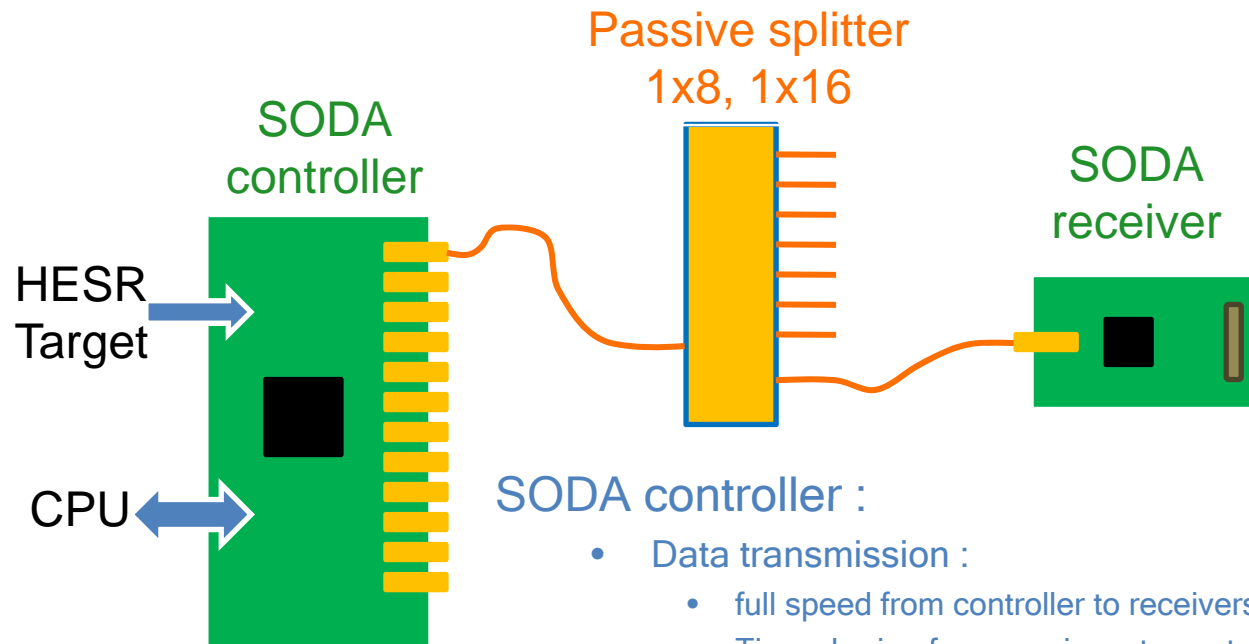 Passive splitter
1x8, 1x16
SODA
controller
SODA
receiver
HESR
Target
CPU
SODA controller :
• Data transmission :
• full speed from controller to receivers